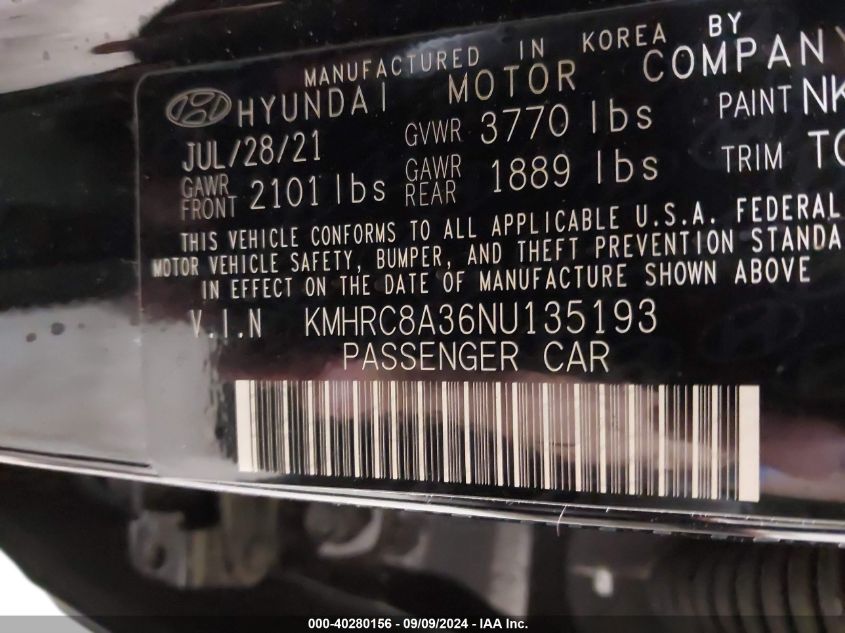 MANUFACTURED IN KOREA BY
HYUNDAI MOTOR COMPANY
JUL/28/21 GVWR 3770 lbs PAINT NK
GAWR FRONT 2101 lbs GAWR REAR 1889 lbs TRIM
THIS VEHICLE CONFORMS TO ALL APPLICABLE U.S.A. FEDERAL
MOTOR VEHICLE SAFETY, BUMPER, AND THEFT PREVENTION STANDA
IN EFFECT ON THE DATE OF MANUFACTURE SHOWN ABOVE
V.I.N KMHRC8A36NU135193
PASSENGER CAR
000-40280156 - 09/09/2024 - IAA Inc.